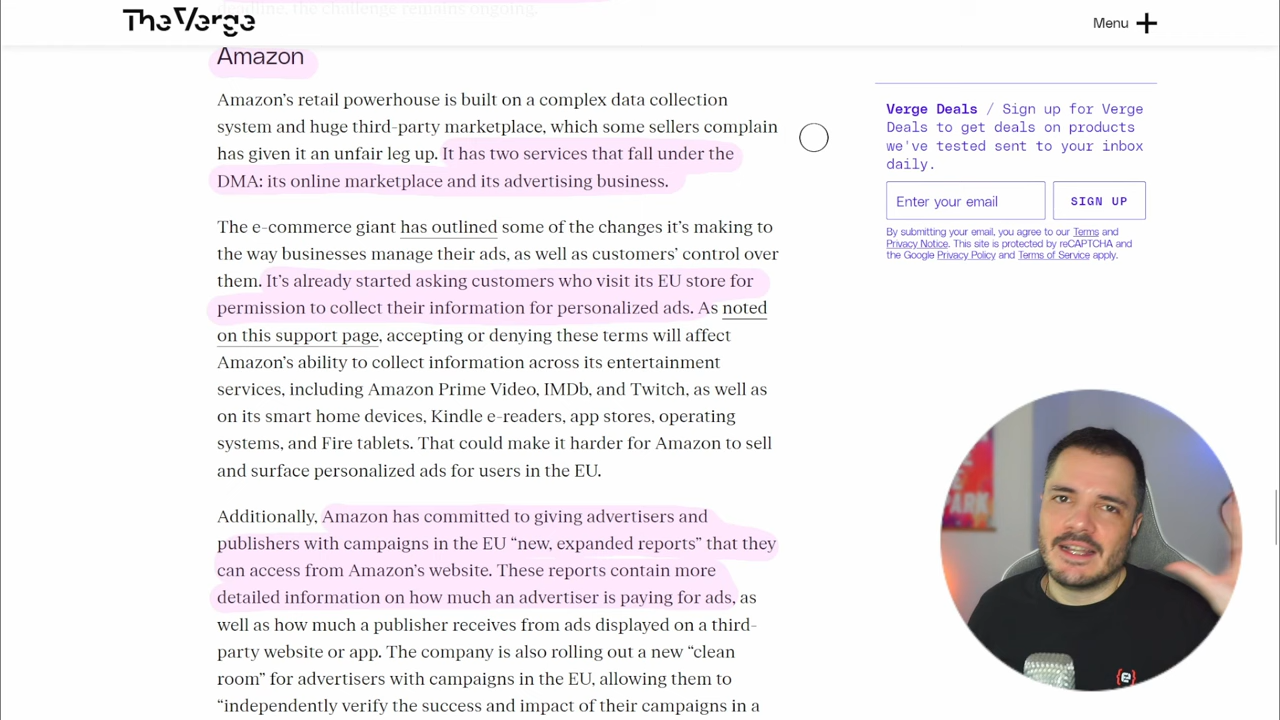 deadline, the challenge remains ongoing.
The Verge
Menu
Amazon
Amazon's retail powerhouse is built on a complex data collection
system and huge third-party marketplace, which some sellers complain
has given it an unfair leg up. It has two services that fall under the
DMA: its online marketplace and its advertising business.
The e-commerce giant has outlined some of the changes it's making to
the way businesses manage their ads, as well as customers' control over
them. It's already started asking customers who visit its EU store for
permission to collect their information for personalized ads. As noted
on this support page, accepting or denying these terms will affect
Amazon's ability to collect information across its entertainment
services, including Amazon Prime Video, IMDb, and Twitch, as well as
on its smart home devices, Kindle e-readers, app stores, operating
systems, and Fire tablets. That could make it harder for Amazon to sell
and surface personalized ads for users in the EU.
Additionally, Amazon has committed to giving advertisers and
publishers with campaigns in the EU “new, expanded reports” that they
can access from Amazon's website. These reports contain more
detailed information on how much an advertiser is paying for ads, as
well as how much a publisher receives from ads displayed on a third-
party website or app. The company is also rolling out a new “clean
room” for advertisers with campaigns in the EU, allowing them to
“independently verify the success and impact of their campaigns in a
Verge Deals / Sign up for Verge
Deals to get deals on products
we've tested sent to your inbox
daily.
Enter your email
SIGN UP
By submitting your email, you agree to our Terms and
Privacy Notice. This site is protected by reCAPTCHA and
the Google Privacy Policy and Terms of Service apply.